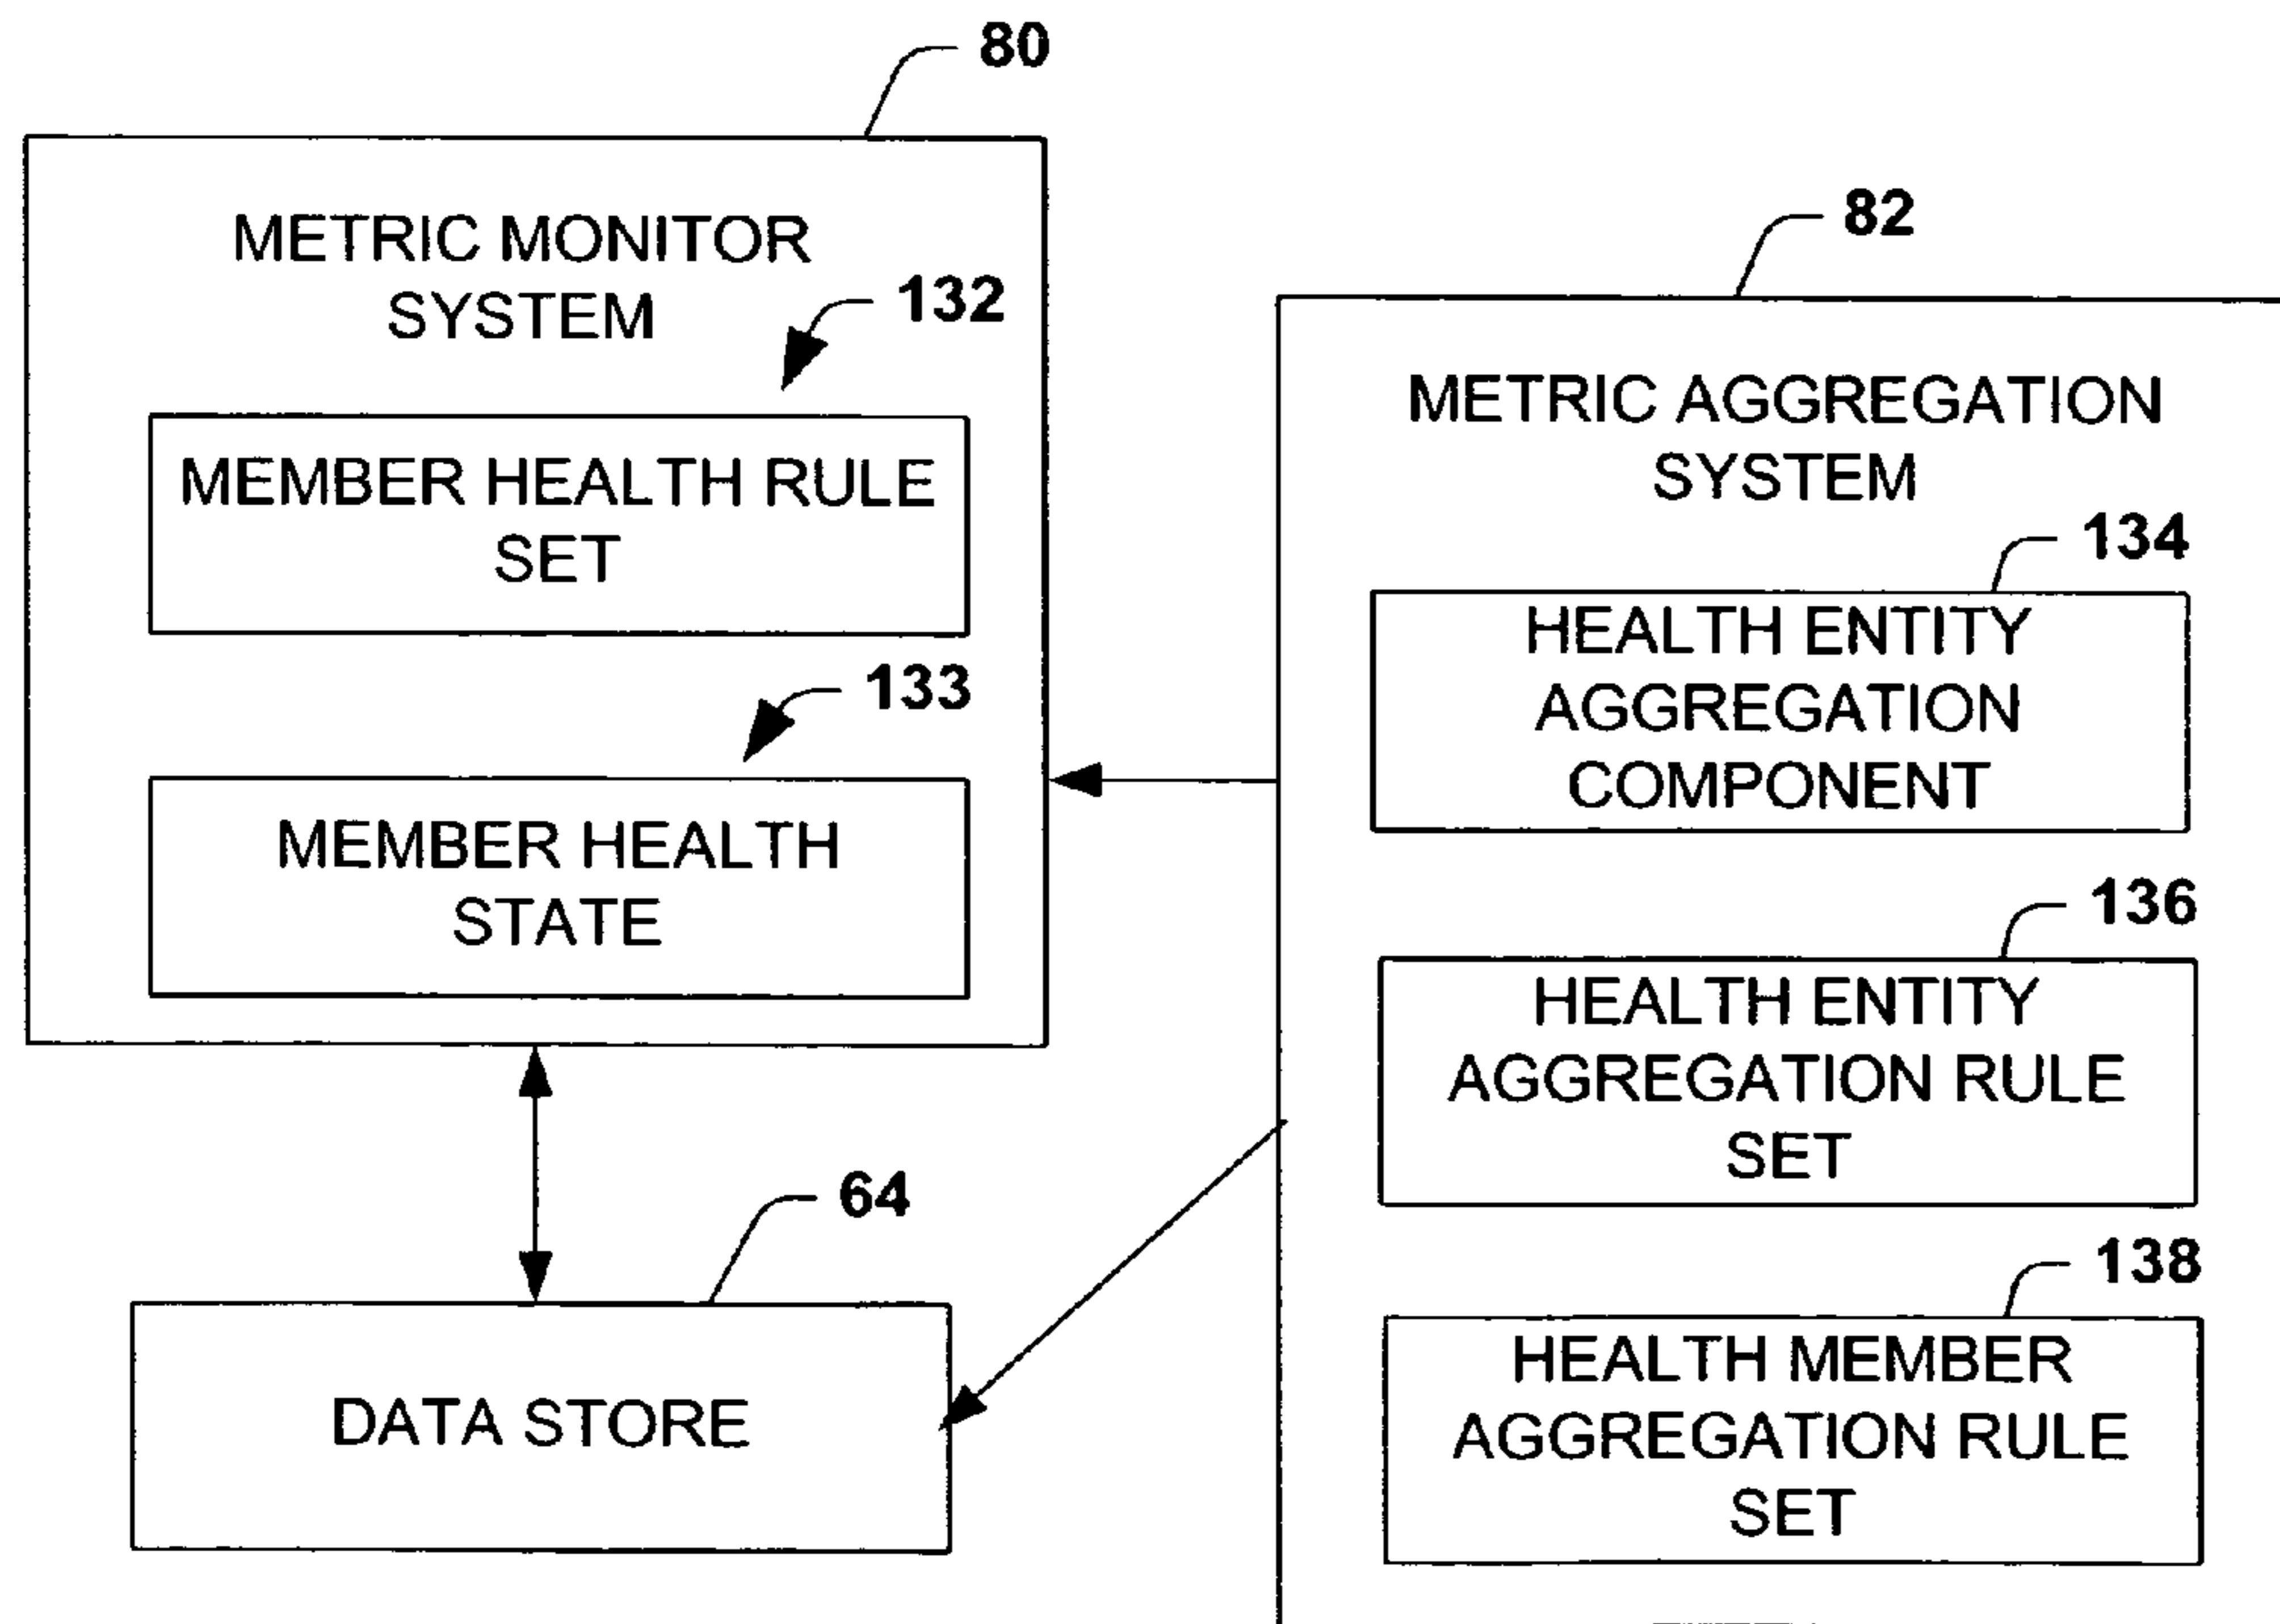 80
METRIC MONITOR
SYSTEM
132
MEMBER HEALTH RULE
SET
133
MEMBER HEALTH
STATE
64
DATA STORE
82
METRIC AGGREGATION
SYSTEM
134
HEALTH ENTITY
AGGREGATION
COMPONENT
136
HEALTH ENTITY
AGGREGATION RULE
SET
138
HEALTH MEMBER
AGGREGATION RULE
SET